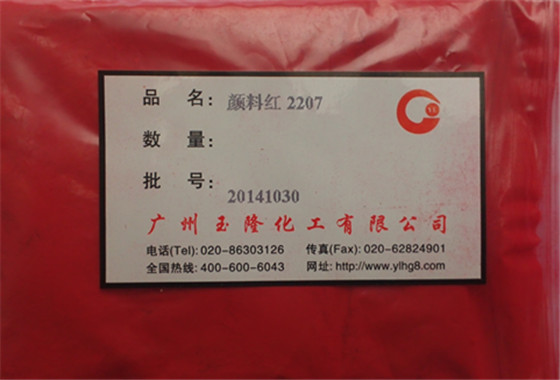 品 名: 颜料红 2207
数 量:
批 号: 20141030
广州玉隆化工有限公司
电话(Tel): 020-86303126 传真(Fax): 020-62824901
全国热线: 400-600-6043 网址: http://www.ylhg8.com